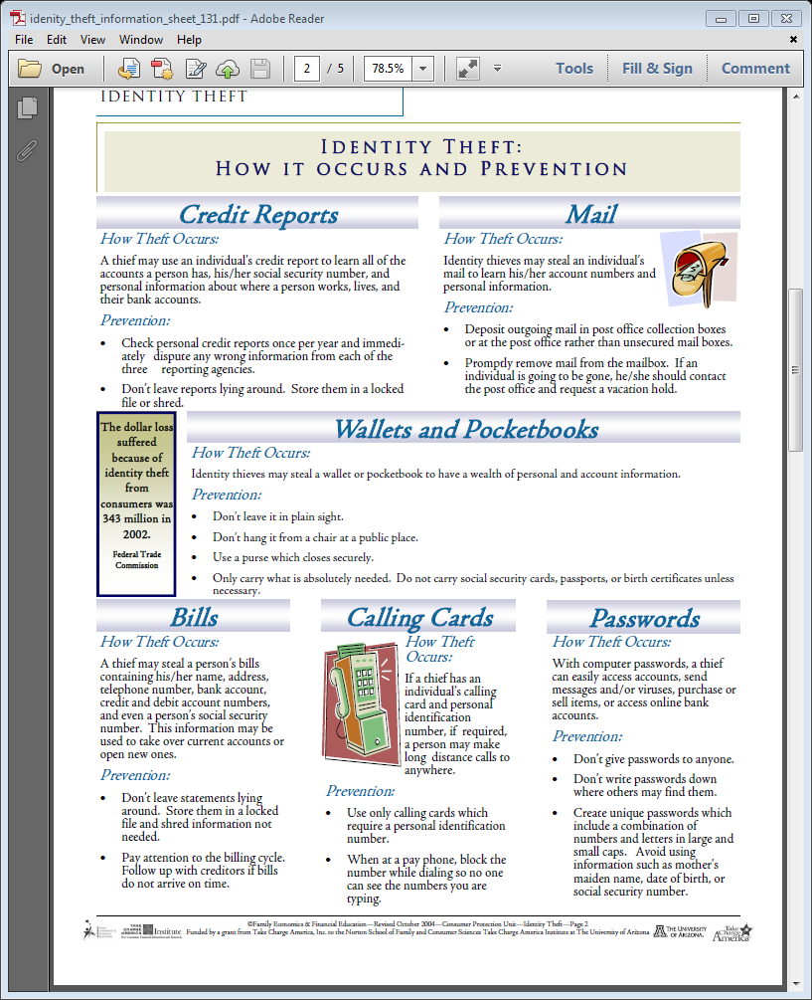 idenity_theft_information_sheet_131.pdf - Adobe Reader
File Edit View Window Help
Open 2 / 5 78.5% Tools Fill & Sign Comment
IDENTITY THEFT
IDENTITY THEFT:
HOW IT OCCURS AND PREVENTION
Credit Reports
How Theft Occurs:
A thief may use an individual's credit report to learn all of the
accounts a person has, his/her social security number, and
personal information about where a person works, lives, and
their bank accounts.
Prevention:
• Check personal credit reports once per year and immedi-
ately dispute any wrong information from each of the
three reporting agencies.
• Don't leave reports lying around. Store them in a locked
file or shred.
Mail
How Theft Occurs:
Identity thieves may steal an individual's
mail to learn his/her account numbers and
personal information.
Prevention:
• Deposit outgoing mail in post office collection boxes
or at the post office rather than unsecured mail boxes.
• Promptly remove mail from the mailbox. If an
individual is going to be gone, he/she should contact
the post office and request a vacation hold.
The dollar loss
suffered
because of
identity theft
from
consumers was
343 million in
2002.
Federal Trade
Commission
Wallets and Pocketbooks
How Theft Occurs:
Identity thieves may steal a wallet or pocketbook to have a wealth of personal and account information.
Prevention:
• Don't leave it in plain sight.
• Don't hang it from a chair at a public place.
• Use a purse which closes securely.
• Only carry what is absolutely needed. Do not carry social security cards, passports, or birth certificates unless
necessary.
Bills
How Theft Occurs:
A thief may steal a person's bills
containing his/her name, address,
telephone number, bank account,
credit and debit account numbers,
and even a person's social security
number. This information may be
used to take over current accounts or
open new ones.
Prevention:
• Don't leave statements lying
around. Store them in a locked
file and shred information not
needed.
• Pay attention to the billing cycle.
Follow up with creditors if bills
do not arrive on time.
Calling Cards
How Theft
Occurs:
If a thief has an
individual's calling
card and personal
identification
number, if required,
a person may make
long distance calls to
anywhere.
Prevention:
• Use only calling cards which
require a personal identification
number.
• When at a pay phone, block the
number while dialing so no one
can see the numbers you are
typing.
Passwords
How Theft Occurs:
With computer passwords, a thief
can easily access accounts, send
messages and/or viruses, purchase or
sell items, or access online bank
accounts.
Prevention:
• Don't give passwords to anyone.
• Don't write passwords down
where others may find them.
• Create unique passwords which
include a combination of
numbers and letters in large and
small caps. Avoid using
information such as mother's
maiden name, date of birth, or
social security number.
©Family Economics & Financial Education—Revised October 2004—Consumer Protection Unit—Identity Theft—Page 2
Funded by a grant from Take Charge America, Inc. to the Norton School of Family and Consumer Sciences Take Charge America Institute at The University of Arizona
TAKE
CHARGE
AMERICA
Institute
THE UNIVERSITY
OF ARIZONA.
Take
Charge
America